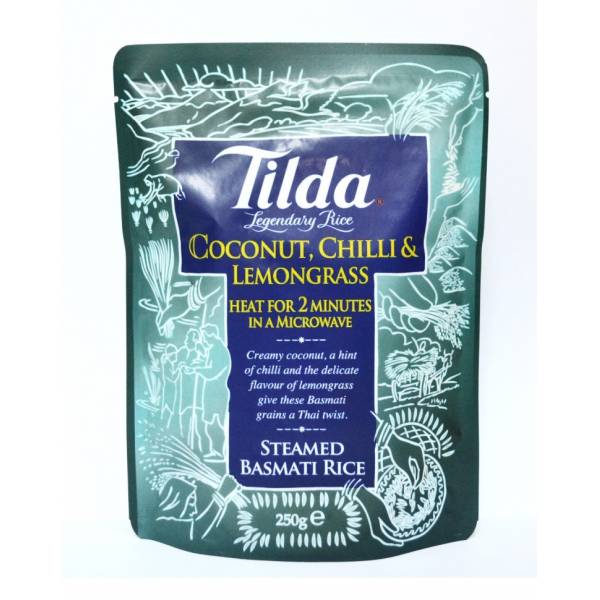 Tilda
Legendary Rice
COCONUT, CHILLI &
LEMONGRASS
HEAT FOR 2 MINUTES
IN A MICROWAVE
Creamy coconut, a hint
of chilli and the delicate
flavour of lemongrass
give these Basmati
grains a Thai twist.
STEAMED
BASMATI RICE
250g e